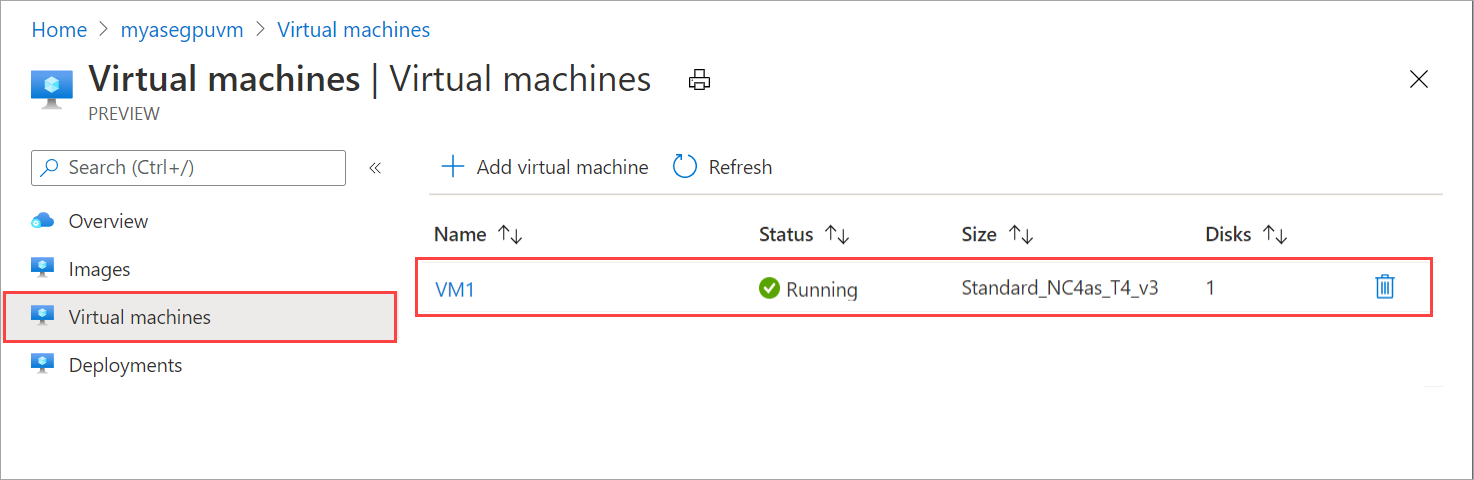 Home > myasegpuvm > Virtual machines
Virtual machines | Virtual machines
PREVIEW
Search (Ctrl+/) «
Add virtual machine Refresh
Overview
Images
Virtual machines
Deployments
Name ↑↓ Status ↑↓ Size ↑↓ Disks ↑↓
VM1 Running Standard_NC4as_T4_v3 1